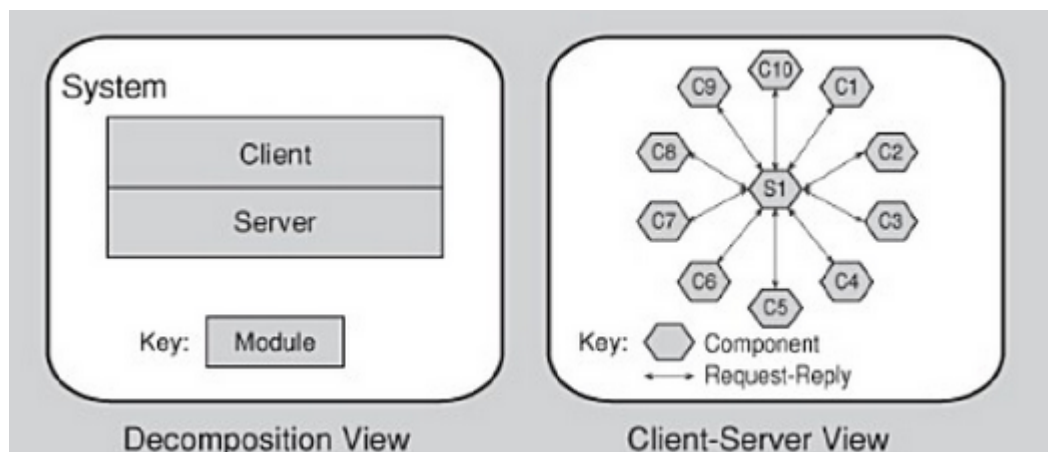 System
Client
Server
Key: Module
Decomposition View
C10
C9
C1
C8
C2
S1
C7
C3
C6
C4
C5
Key: Component
Request-Reply
Client-Server View